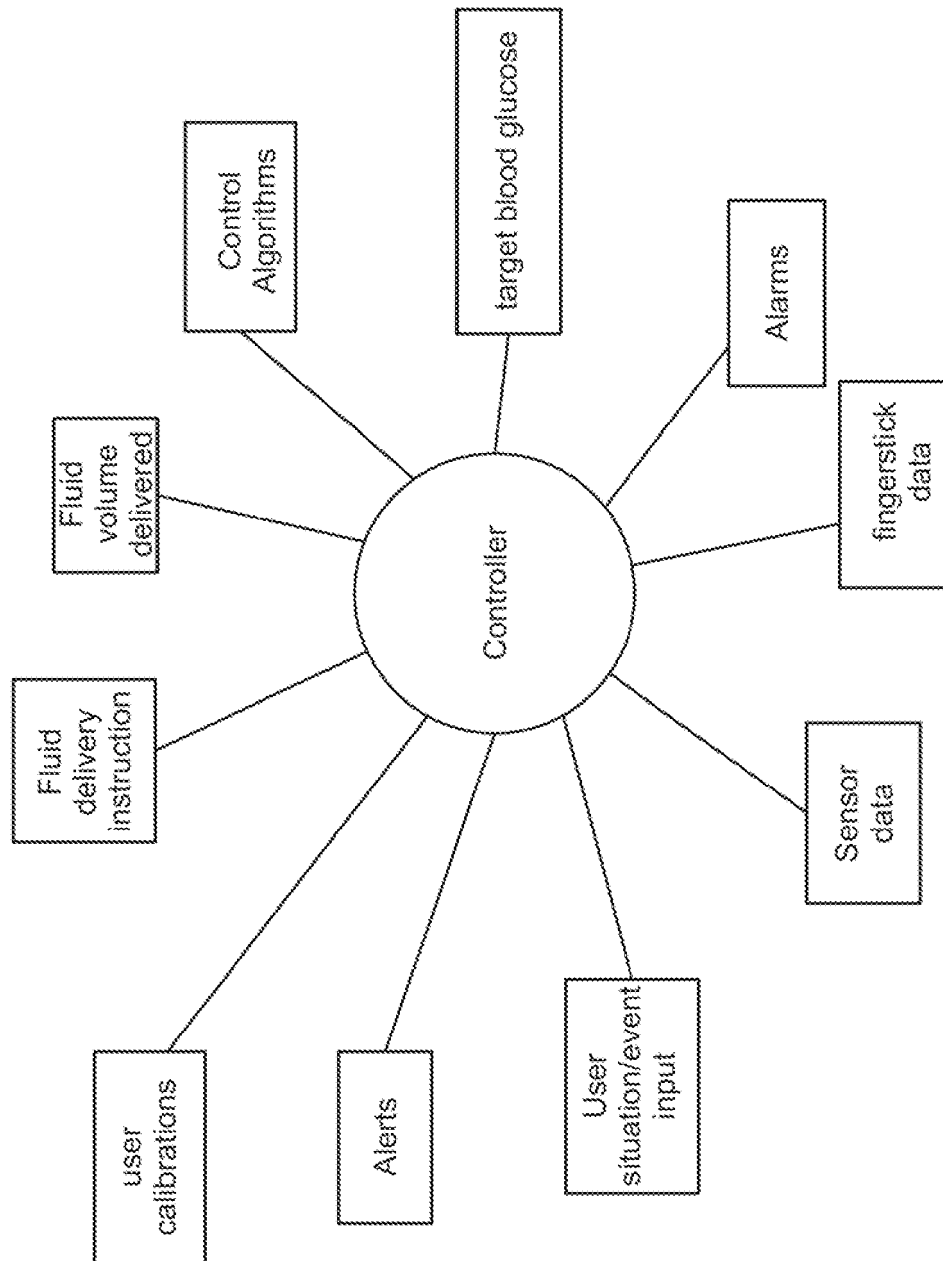 user
calibrations
Fluid
delivery
instruction
Fluid
volume
delivered
Control
Algorithms
Alerts
Controller
target blood glucose
User
situation/event
input
Sensor
data
fingerstick
data
Alarms